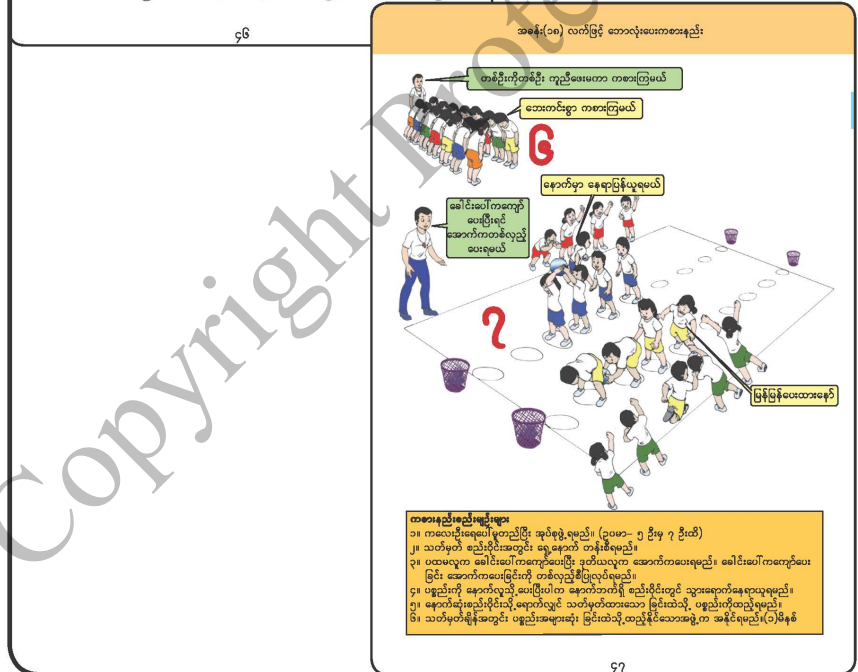 ၄၆
အခန်း(၁၈) လက်ဖြင့် ဘောလုံးပေးကစားနည်း
တစ်ဦးကိုတစ်ဦး ကူညီဖေးမကာ ကစားကြမယ်
ဘေးကင်းစွာ ကစားကြမယ်
၆
နောက်မှာ နေရာပြန်ယူရမယ်
ခေါင်းပေါ်ကကျော်
ပေးပြီးရင်
အောက်ကတစ်လှည့်
ပေးရမယ်
၇
မြန်မြန်ပေးထားနော်
ကစားနည်းစည်းမျဉ်းများ
၁။ ကလေးဦးရေပေါ်မူတည်ပြီး အုပ်စုဖွဲ့ရမည်။ (ဥပမာ– ၅ ဦးမှ ၇ ဦးထိ)
၂။ သတ်မှတ် စည်းဝိုင်းအတွင်း ရှေ့နောက် တန်းစီရမည်။
၃။ ပထမလူက ခေါင်းပေါ်ကကျော်ပေးပြီး ဒုတိယလူက အောက်ကပေးရမည်။ ခေါင်းပေါ်ကကျော်ပေး
ခြင်း အောက်ကပေးခြင်းကို တစ်လှည့်စီပြုလုပ်ရမည်။
၄။ ပစ္စည်းကို နောက်လူသို့ပေးပြီးပါက နောက်ဘက်ရှိ စည်းဝိုင်းတွင် သွားရောက်နေရာယူရမည်။
၅။ နောက်ဆုံးစည်းဝိုင်းသို့ရောက်လျှင် သတ်မှတ်ထားသော ခြင်းထဲသို့ ပစ္စည်းကိုထည့်ရမည်။
၆။ သတ်မှတ်ချိန်အတွင်း ပစ္စည်းအများဆုံး ခြင်းထဲသို့ထည့်နိုင်သောအဖွဲ့က အနိုင်ရမည်။(၁)မိနစ်
၄၇
Copyright Prote